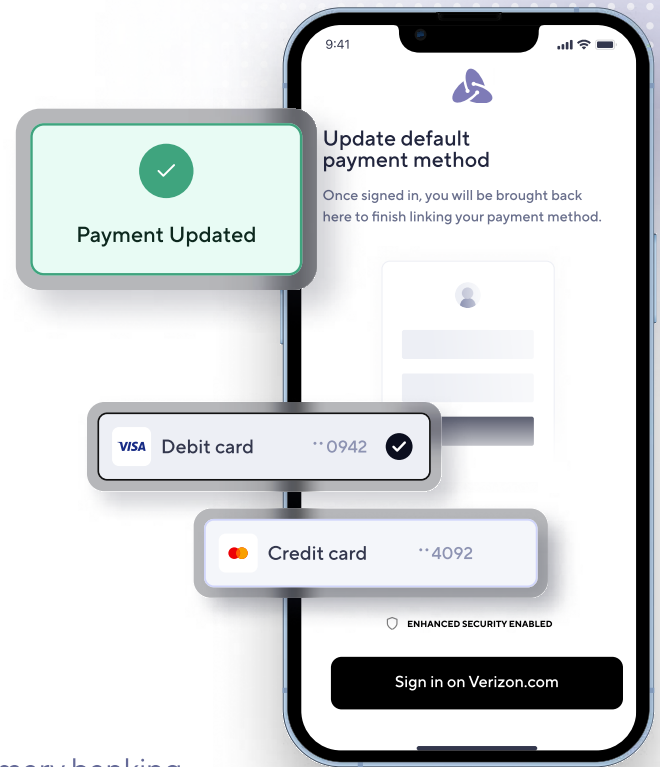 9:41
Update default
payment method
Once signed in, you will be brought back
here to finish linking your payment method.
Payment Updated
VISA Debit card ··0942
Credit card ··4092
ENHANCED SECURITY ENABLED
Sign in on Verizon.com
banking